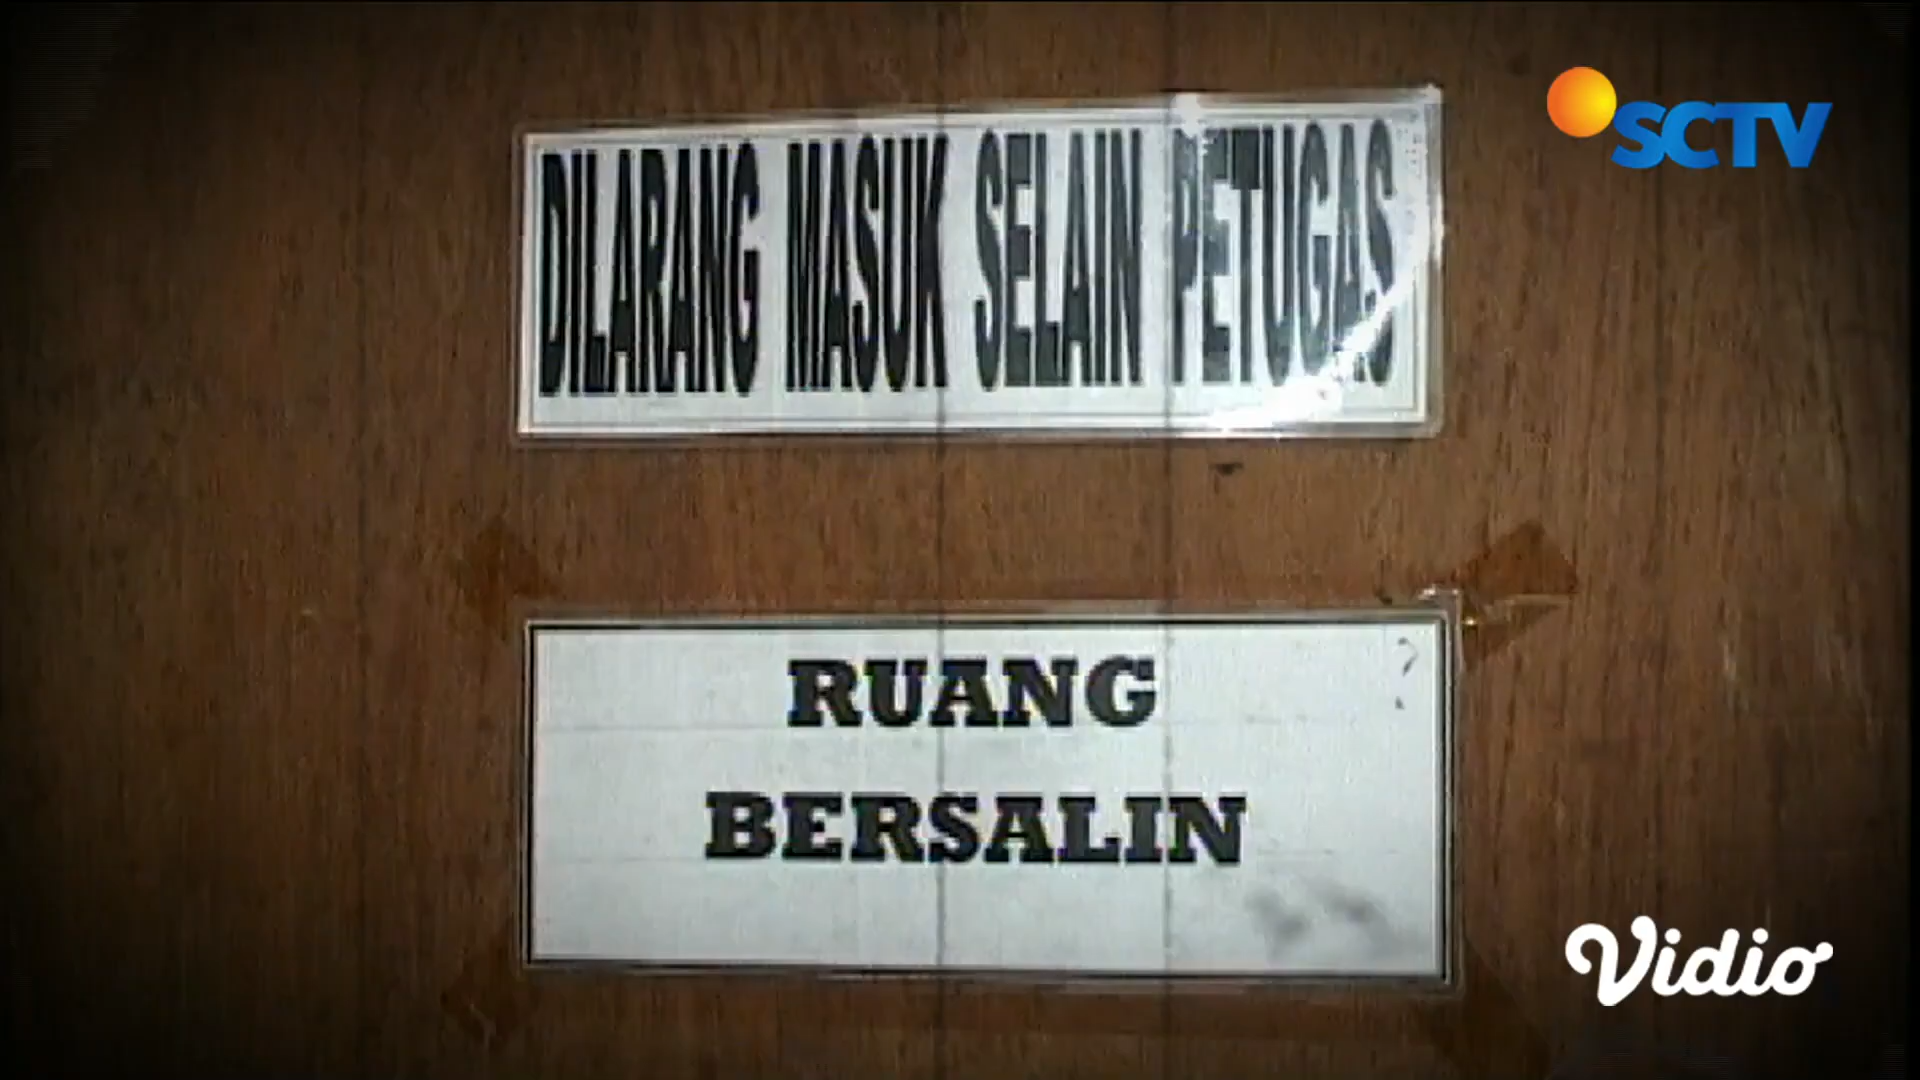 SCTV
DILARANG MASUK SELAIN PETUGAS
RUANG
BERSALIN
Vidio